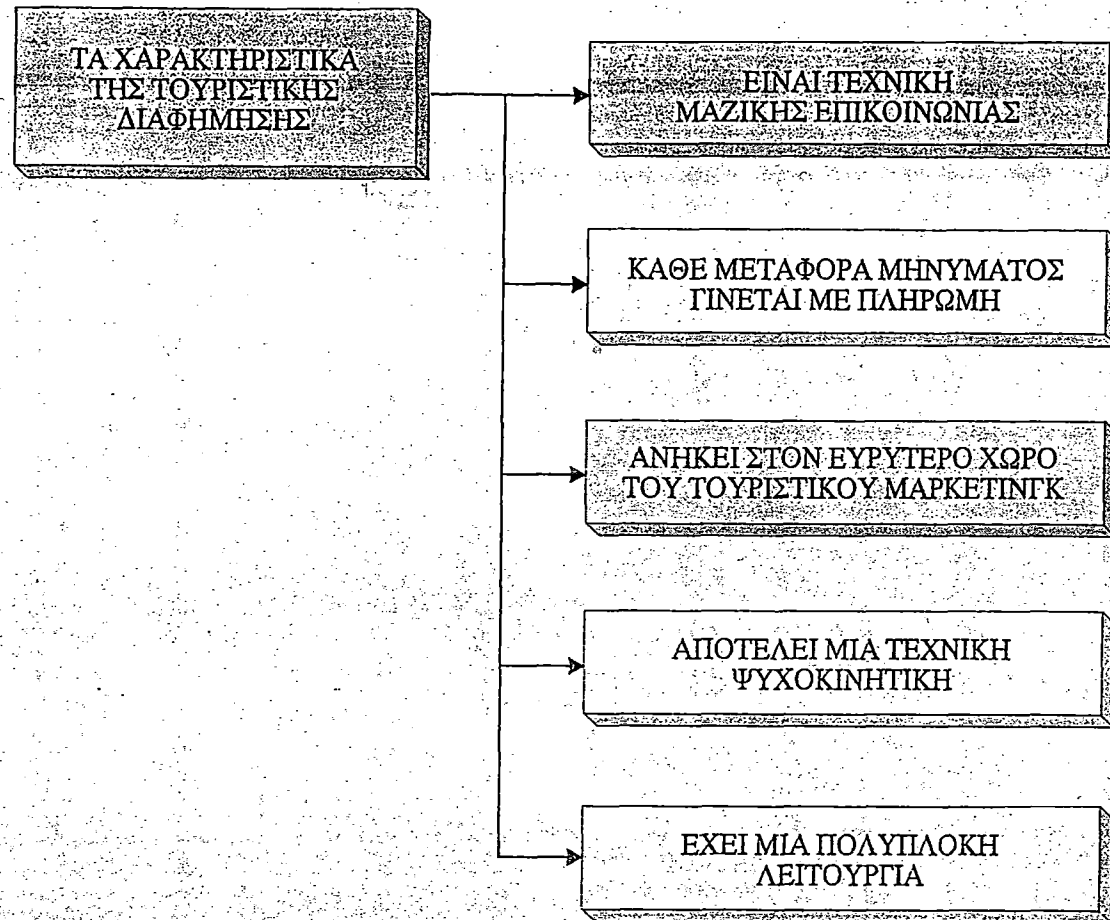 ΤΑ ΧΑΡΑΚΤΗΡΙΣΤΙΚΑ
ΤΗΣ ΤΟΥΡΙΣΤΙΚΗΣ
ΔΙΑΦΗΜΗΣΗΣ
ΕΙΝΑΙ ΤΕΧΝΙΚΗ
ΜΑΖΙΚΗΣ ΕΠΙΚΟΙΝΩΝΙΑΣ
ΚΑΘΕ ΜΕΤΑΦΟΡΑ ΜΗΝΥΜΑΤΟΣ
ΓΙΝΕΤΑΙ ΜΕ ΠΛΗΡΩΜΗ
ΑΝΗΚΕΙ ΣΤΟΝ ΕΥΡΥΤΕΡΟ ΧΩΡΟ
ΤΟΥ ΤΟΥΡΙΣΤΙΚΟΥ ΜΑΡΚΕΤΙΝΓΚ
ΑΠΟΤΕΛΕΙ ΜΙΑ ΤΕΧΝΙΚΗ
ΨΥΧΟΚΙΝΗΤΙΚΗ
ΕΧΕΙ ΜΙΑ ΠΟΛΥΠΛΟΚΗ
ΛΕΙΤΟΥΡΓΙΑ